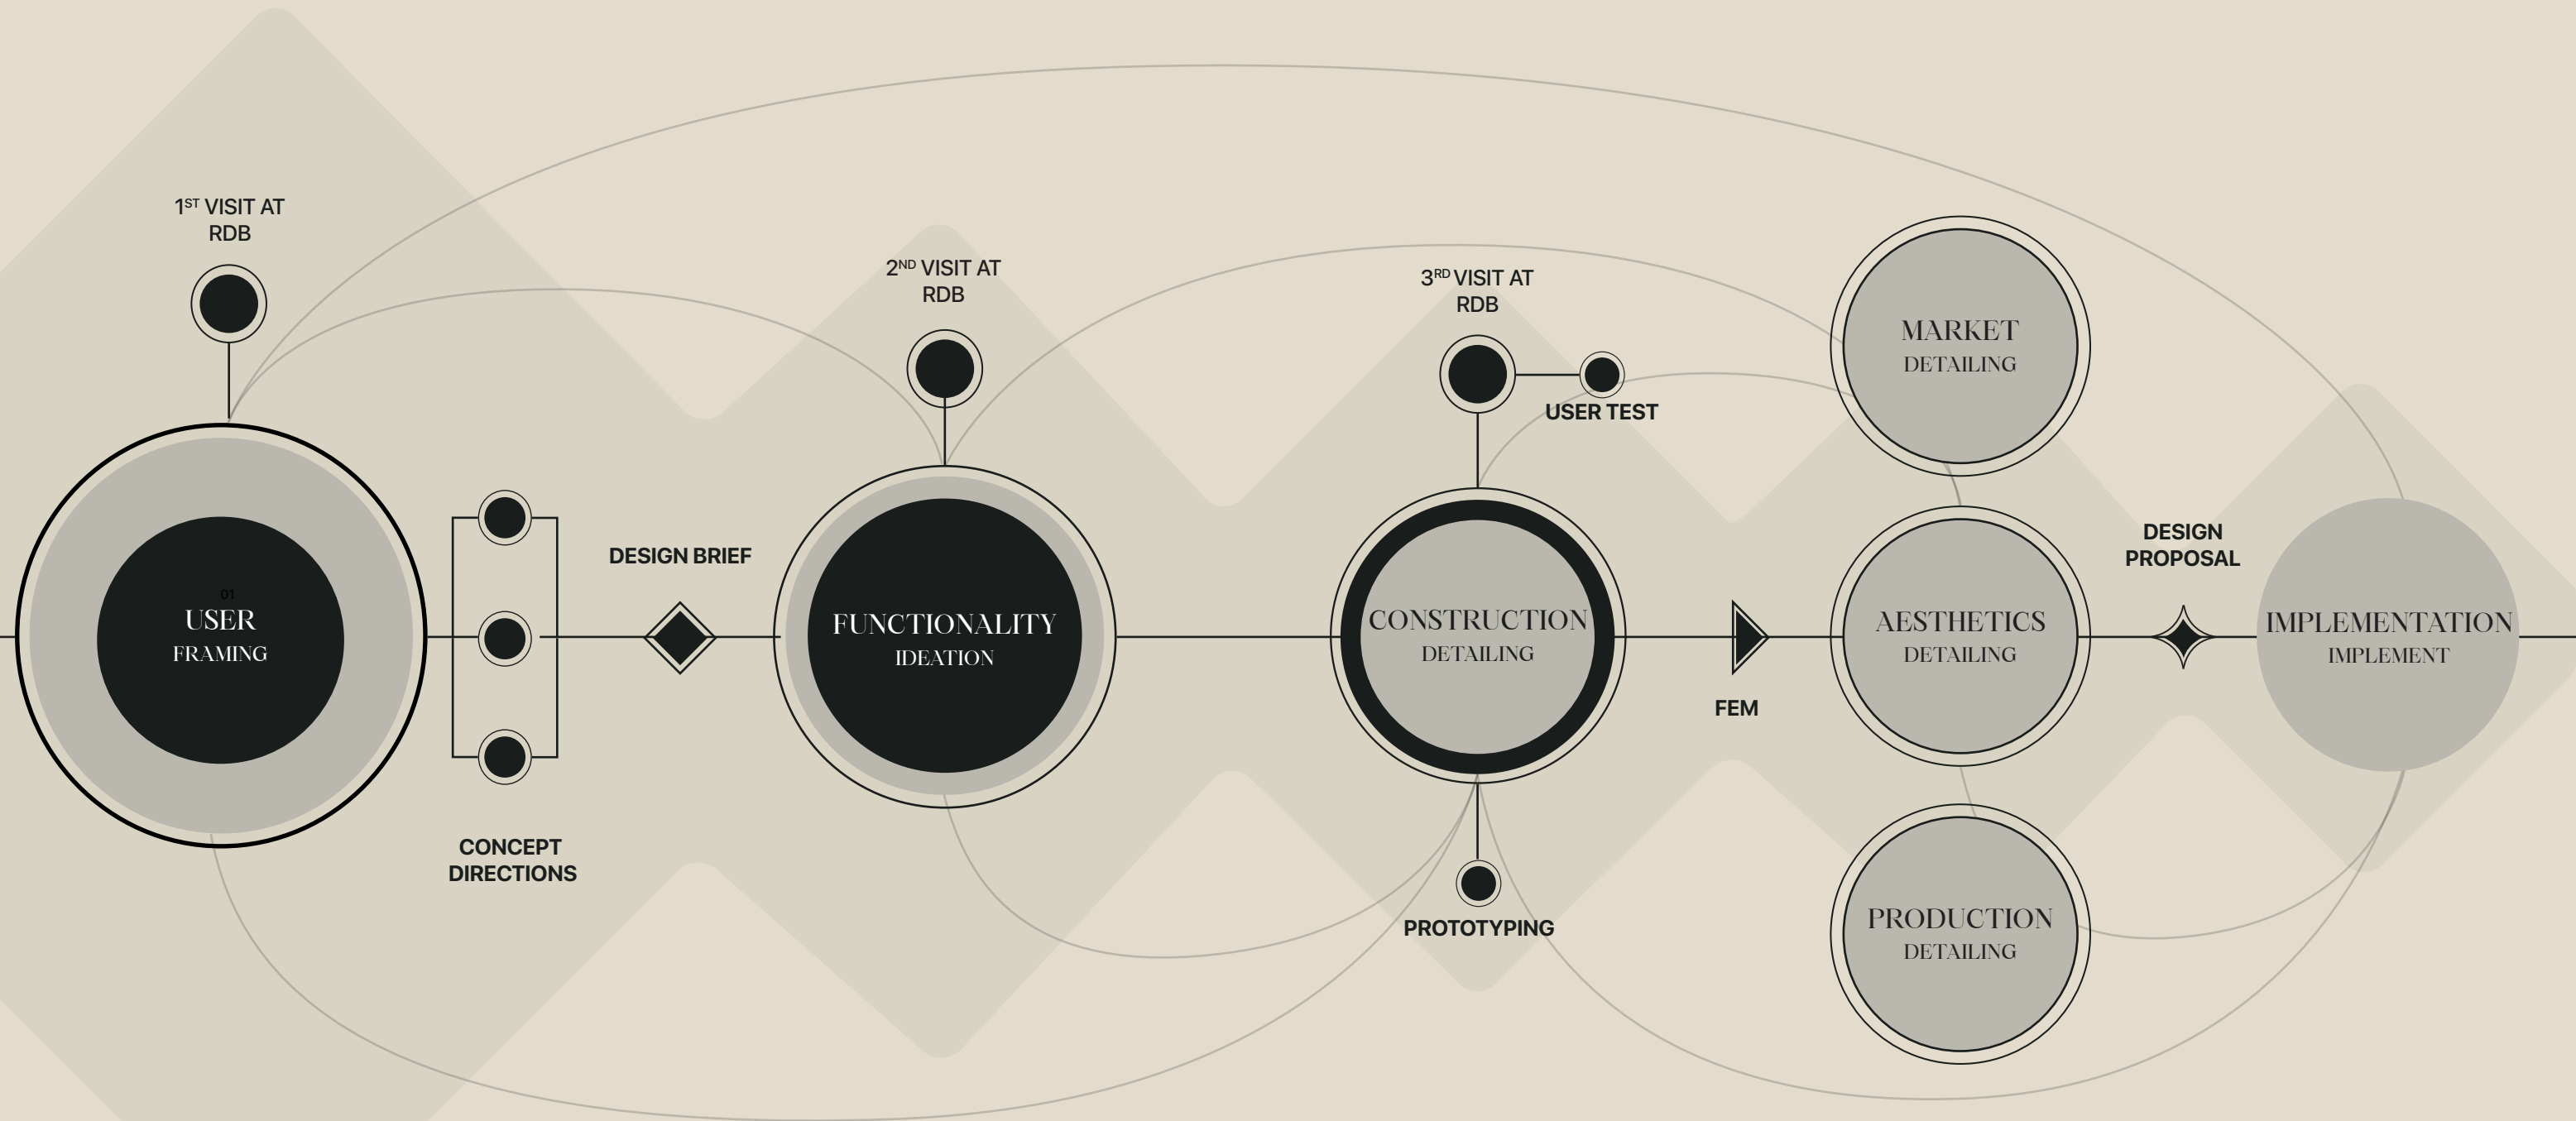 1ST VISIT AT
RDB
01
USER
FRAMING
CONCEPT
DIRECTIONS
DESIGN BRIEF
2ND VISIT AT
RDB
FUNCTIONALITY
IDEATION
3RD VISIT AT
RDB
USER TEST
CONSTRUCTION
DETAILING
PROTOTYPING
FEM
MARKET
DETAILING
AESTHETICS
DETAILING
PRODUCTION
DETAILING
DESIGN
PROPOSAL
IMPLEMENTATION
IMPLEMENT